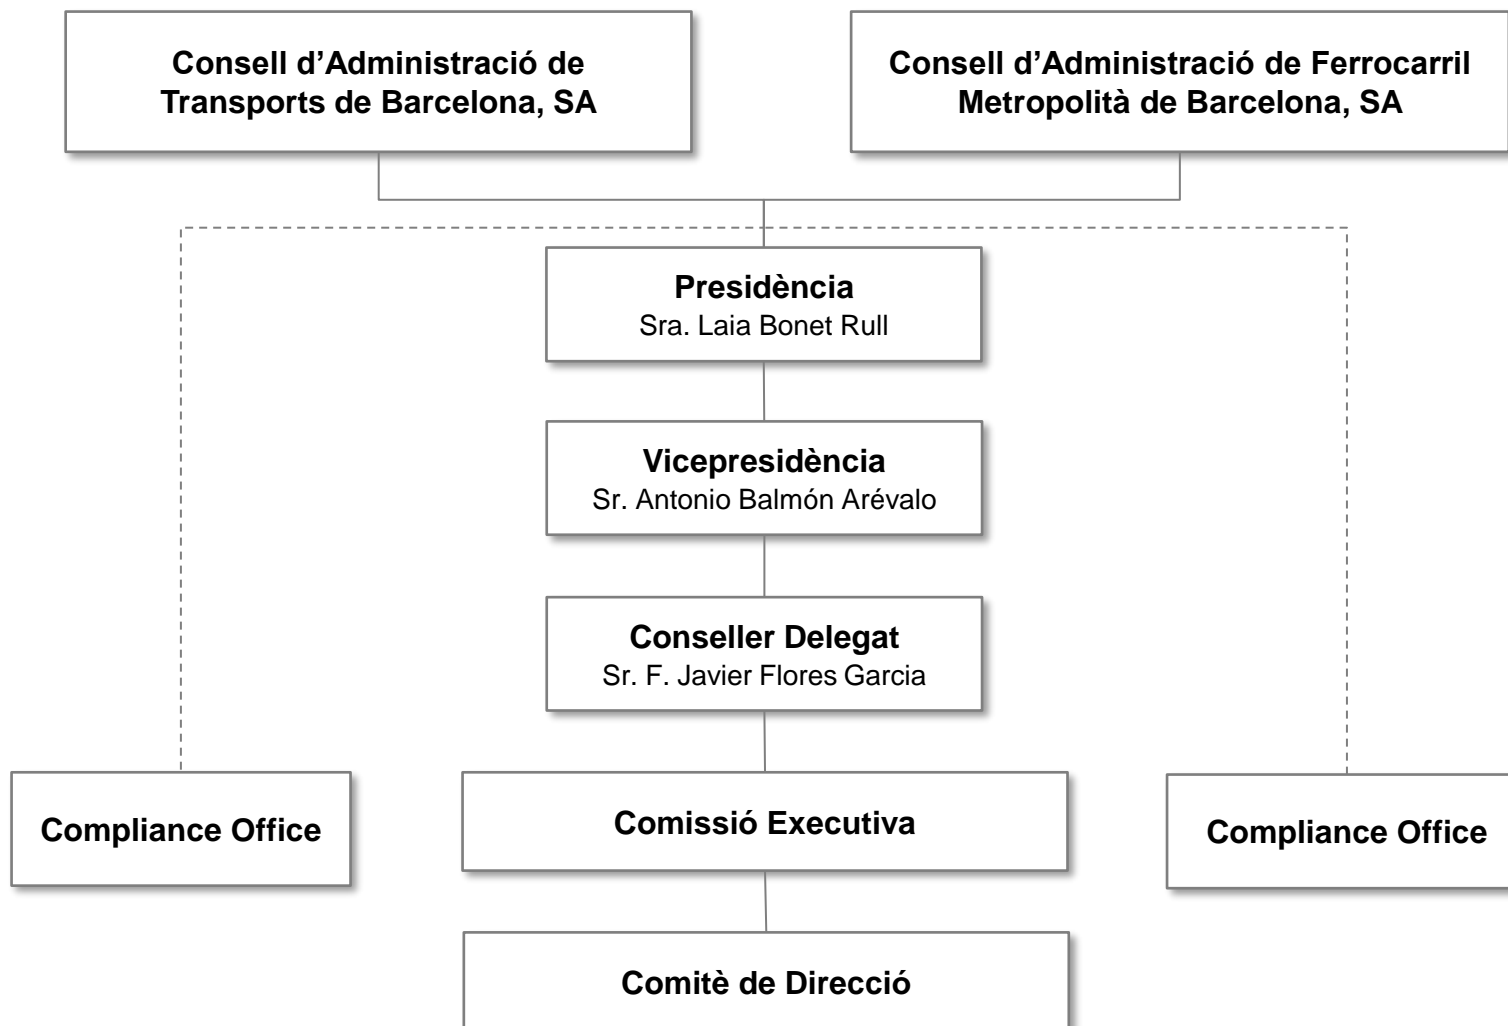 Consell d’Administració de
Transports de Barcelona, SA
Consell d’Administració de Ferrocarril
Metropolità de Barcelona, SA
Presidència
Sra. Laia Bonet Rull
Vicepresidència
Sr. Antonio Balmón Arévalo
Conseller Delegat
Sr. F. Javier Flores Garcia
Compliance Office
Comissió Executiva
Compliance Office
Comitè de Direcció